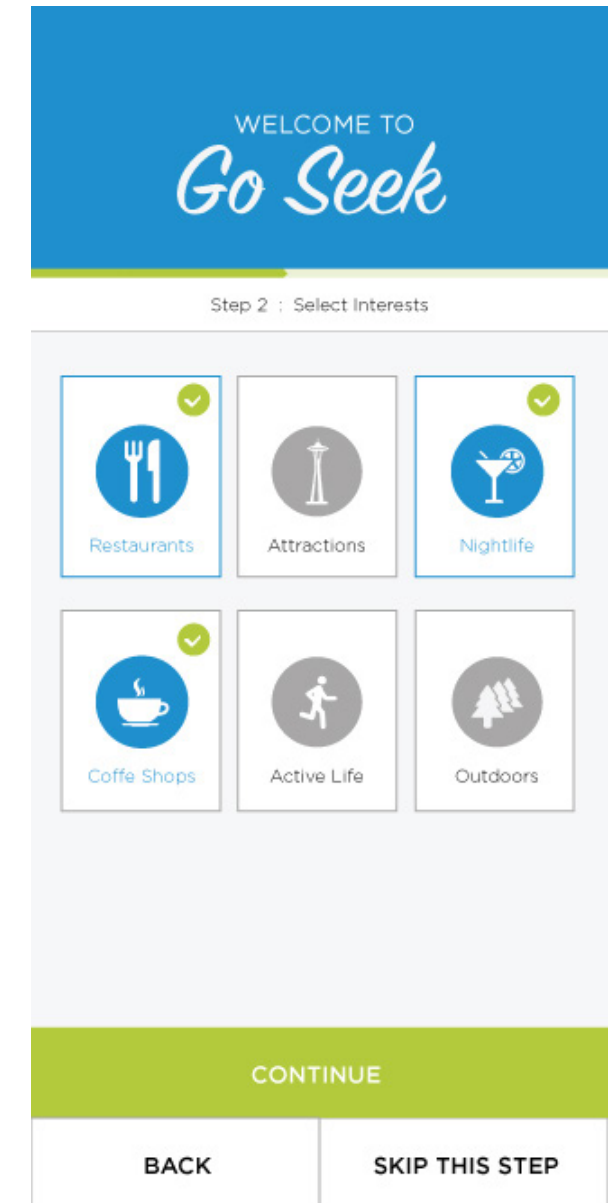 WELCOME TO
Go Seek
Step 2 : Select Interests
Restaurants
Attractions
Nightlife
Coffe Shops
Active Life
Outdoors
CONTINUE
BACK
SKIP THIS STEP